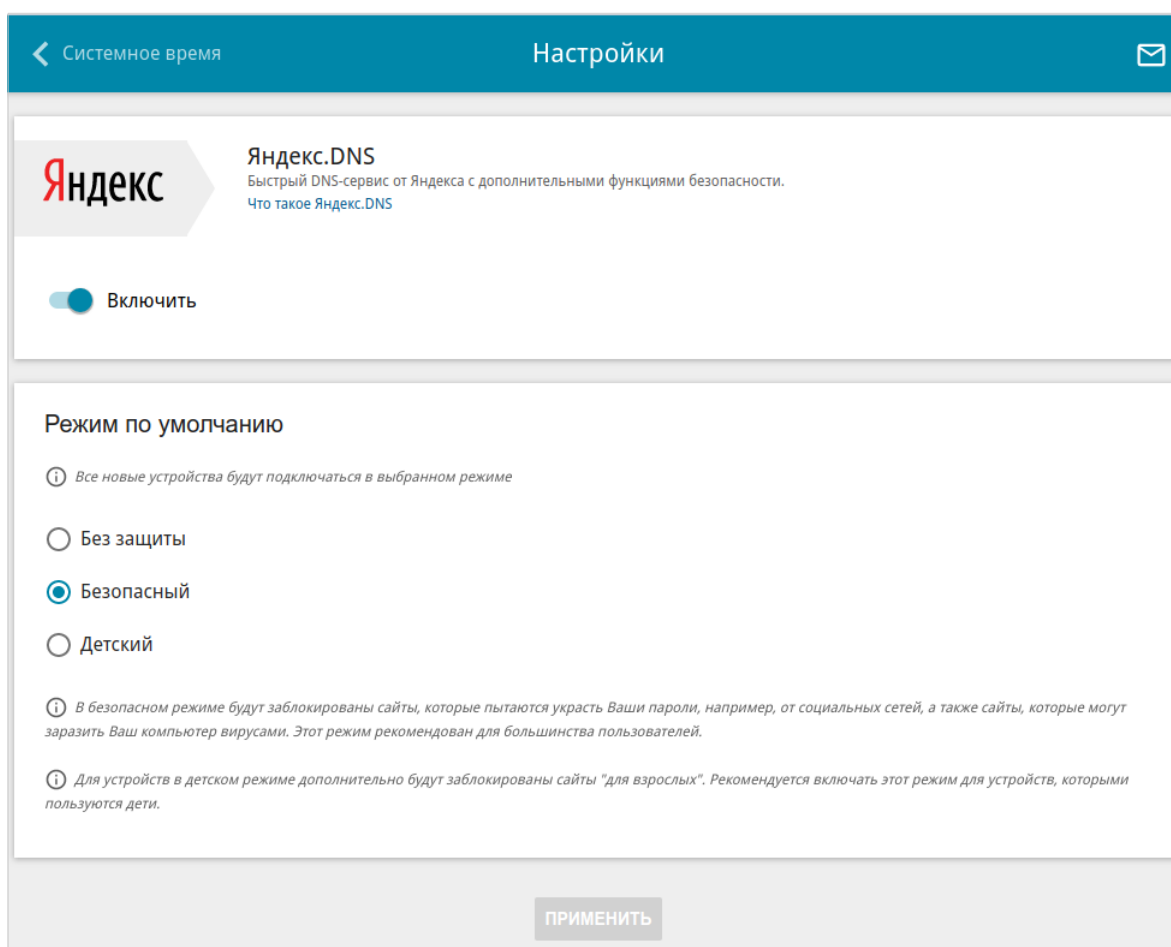 Системное время
Настройки
Яндекс
Яндекс.DNS
Быстрый DNS-сервис от Яндекса с дополнительными функциями безопасности.
Что такое Яндекс.DNS
Включить
Режим по умолчанию
Все новые устройства будут подключаться в выбранном режиме
Без защиты
Безопасный
Детский
В безопасном режиме будут заблокированы сайты, которые пытаются украсть Ваши пароли, например, от социальных сетей, а также сайты, которые могут
заразить Ваш компьютер вирусами. Этот режим рекомендован для большинства пользователей.
Для устройств в детском режиме дополнительно будут заблокированы сайты "для взрослых". Рекомендуется включать этот режим для устройств, которыми
пользуются дети.
ПРИМЕНИТЬ